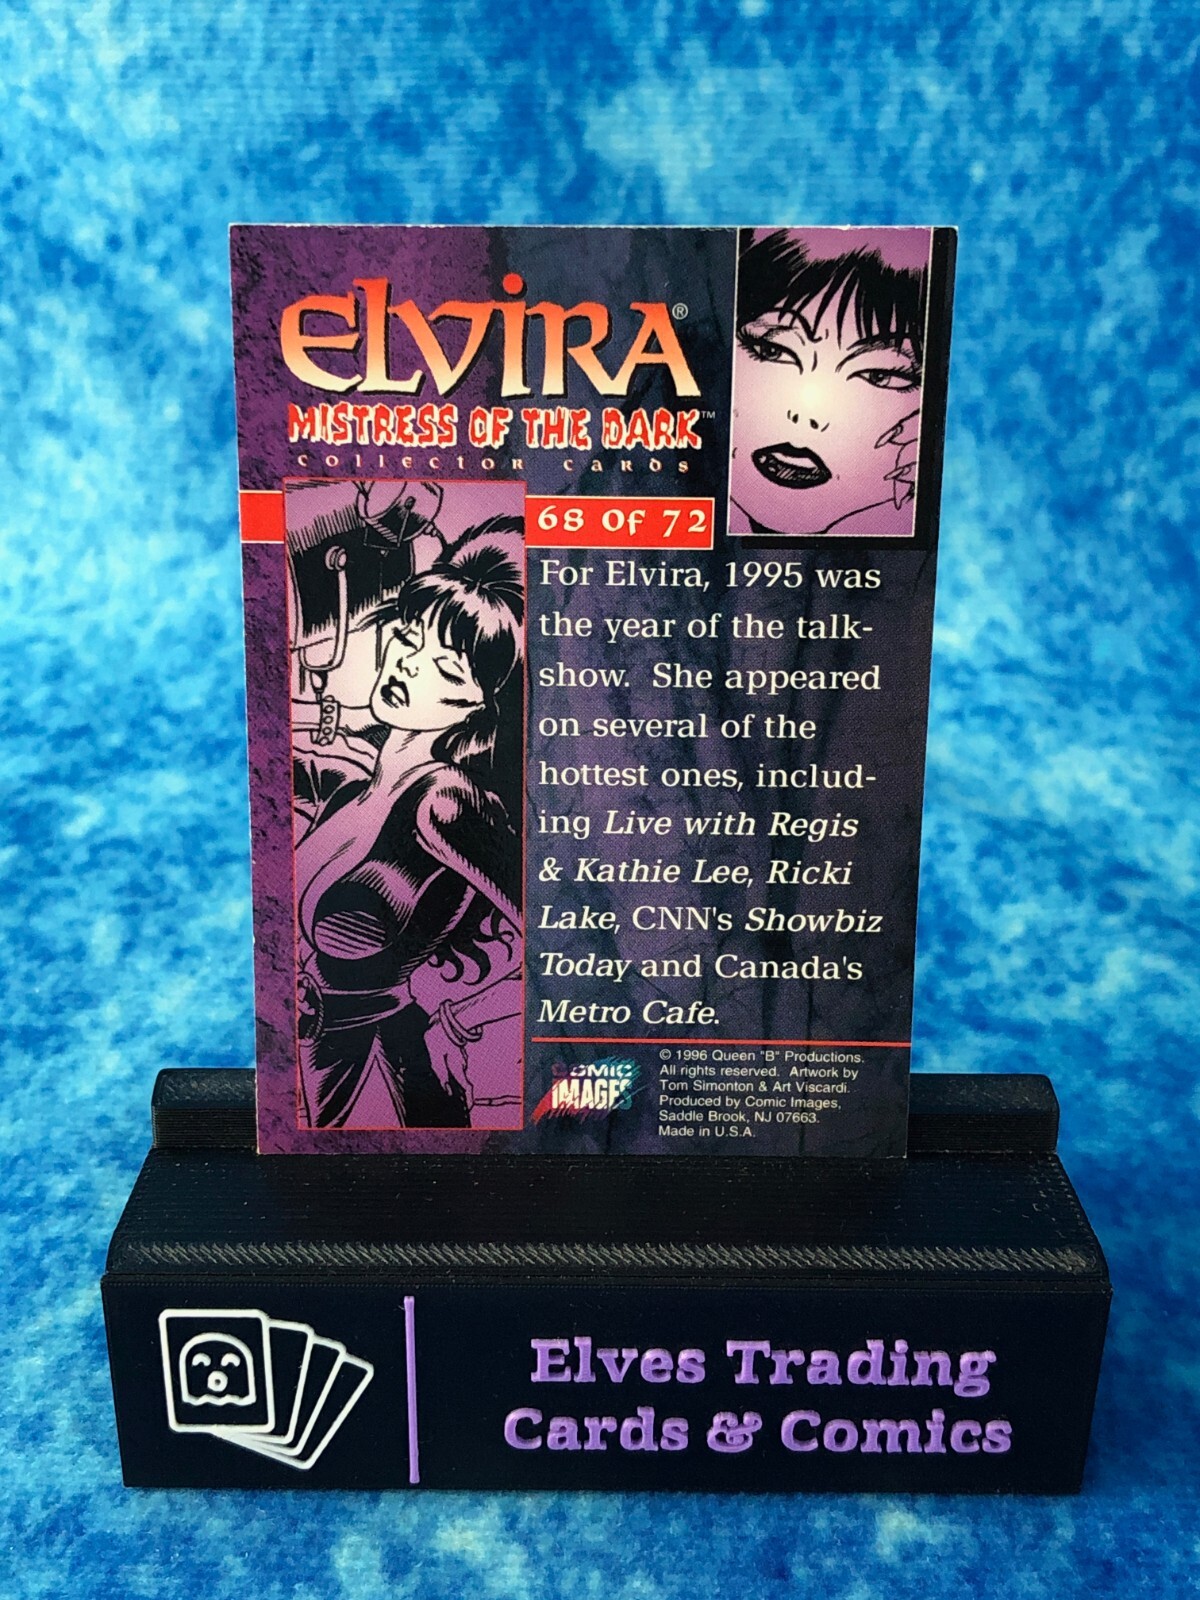 ELVIRA®
MISTRESS OF THE DARK™
COLLECTOR CARDS
68 OF 72
For Elvira, 1995 was
the year of the talk-
show.  She appeared
on several of the
hottest ones, includ-
ing Live with Regis
& Kathie Lee, Ricki
Lake, CNN's Showbiz
Today and Canada's
Metro Cafe.
COMIC
IMAGES
© 1996 Queen "B" Productions.
All rights reserved.  Artwork by
Tom Simonton & Art Viscardi.
Produced by Comic Images,
Saddle Brook, NJ 07663.
Made in U.S.A.
Elves Trading
Cards & Comics